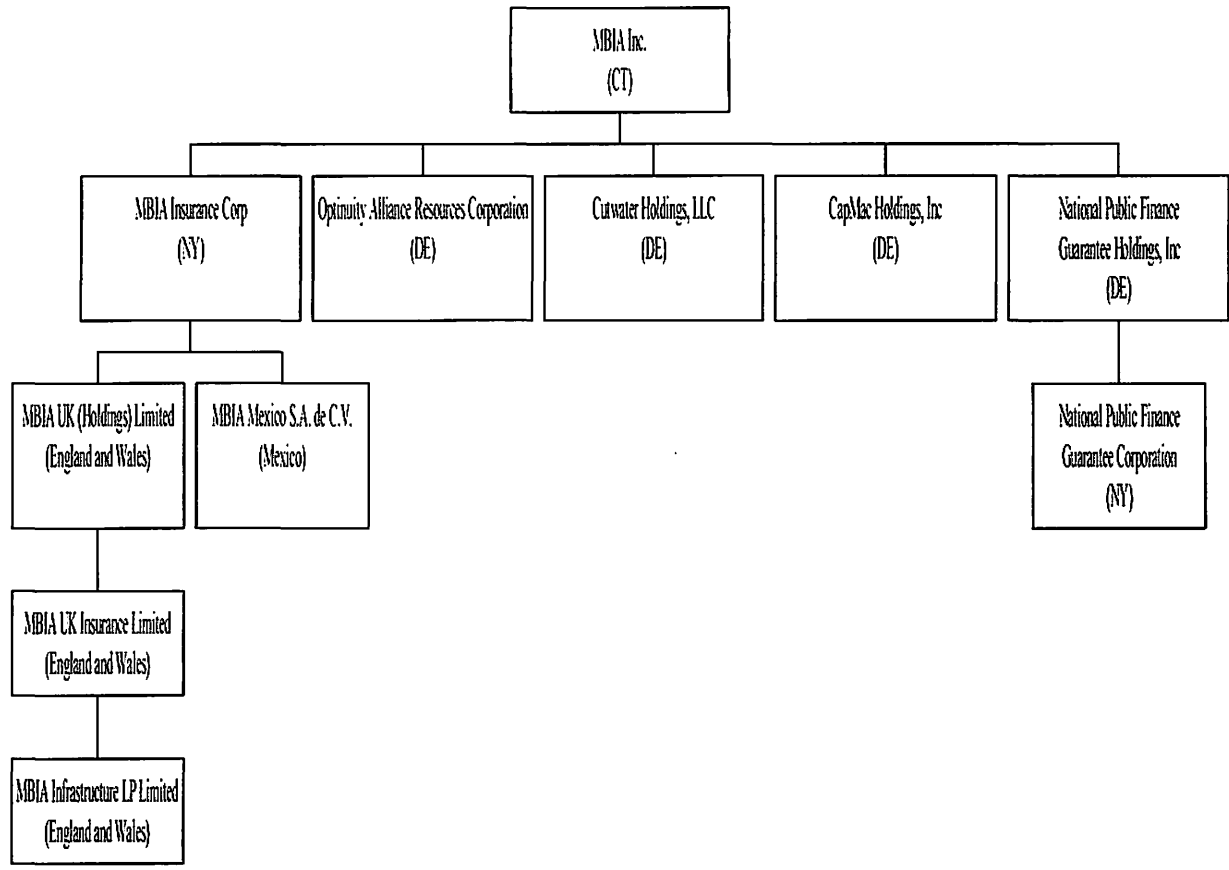 MBIA Inc.
(CT)
MBIA Insurance Corp
(NY)
Optinuity Alliance Resources Corporation
(DE)
Cutwater Holdings, LLC
(DE)
CapMac Holdings, Inc
(DE)
National Public Finance
Guarantee Holdings, Inc
(DE)
MBIA UK (Holdings) Limited
(England and Wales)
MBIA Mexico S.A. de C.V.
(Mexico)
National Public Finance
Guarantee Corporation
(NY)
MBIA UK Insurance Limited
(England and Wales)
MBIA Infrastructure LP Limited
(England and Wales)